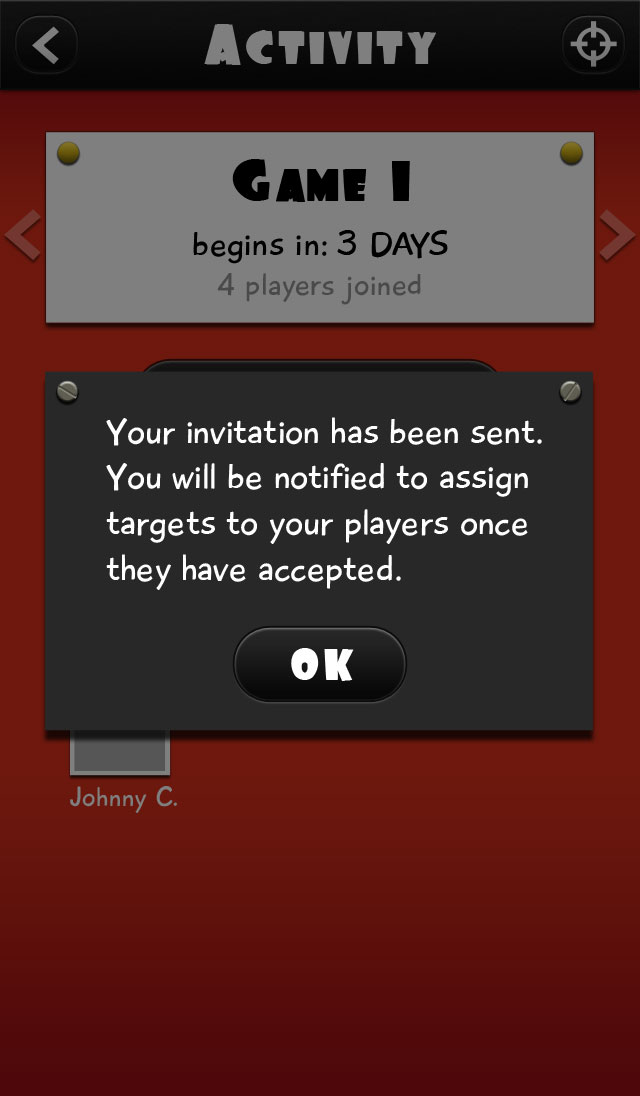 ACTIVITY
GAME 1
begins in: 3 DAYS
4 players joined
Your invitation has been sent.
You will be notified to assign
targets to your players once
they have accepted.
OK
Johnny C.